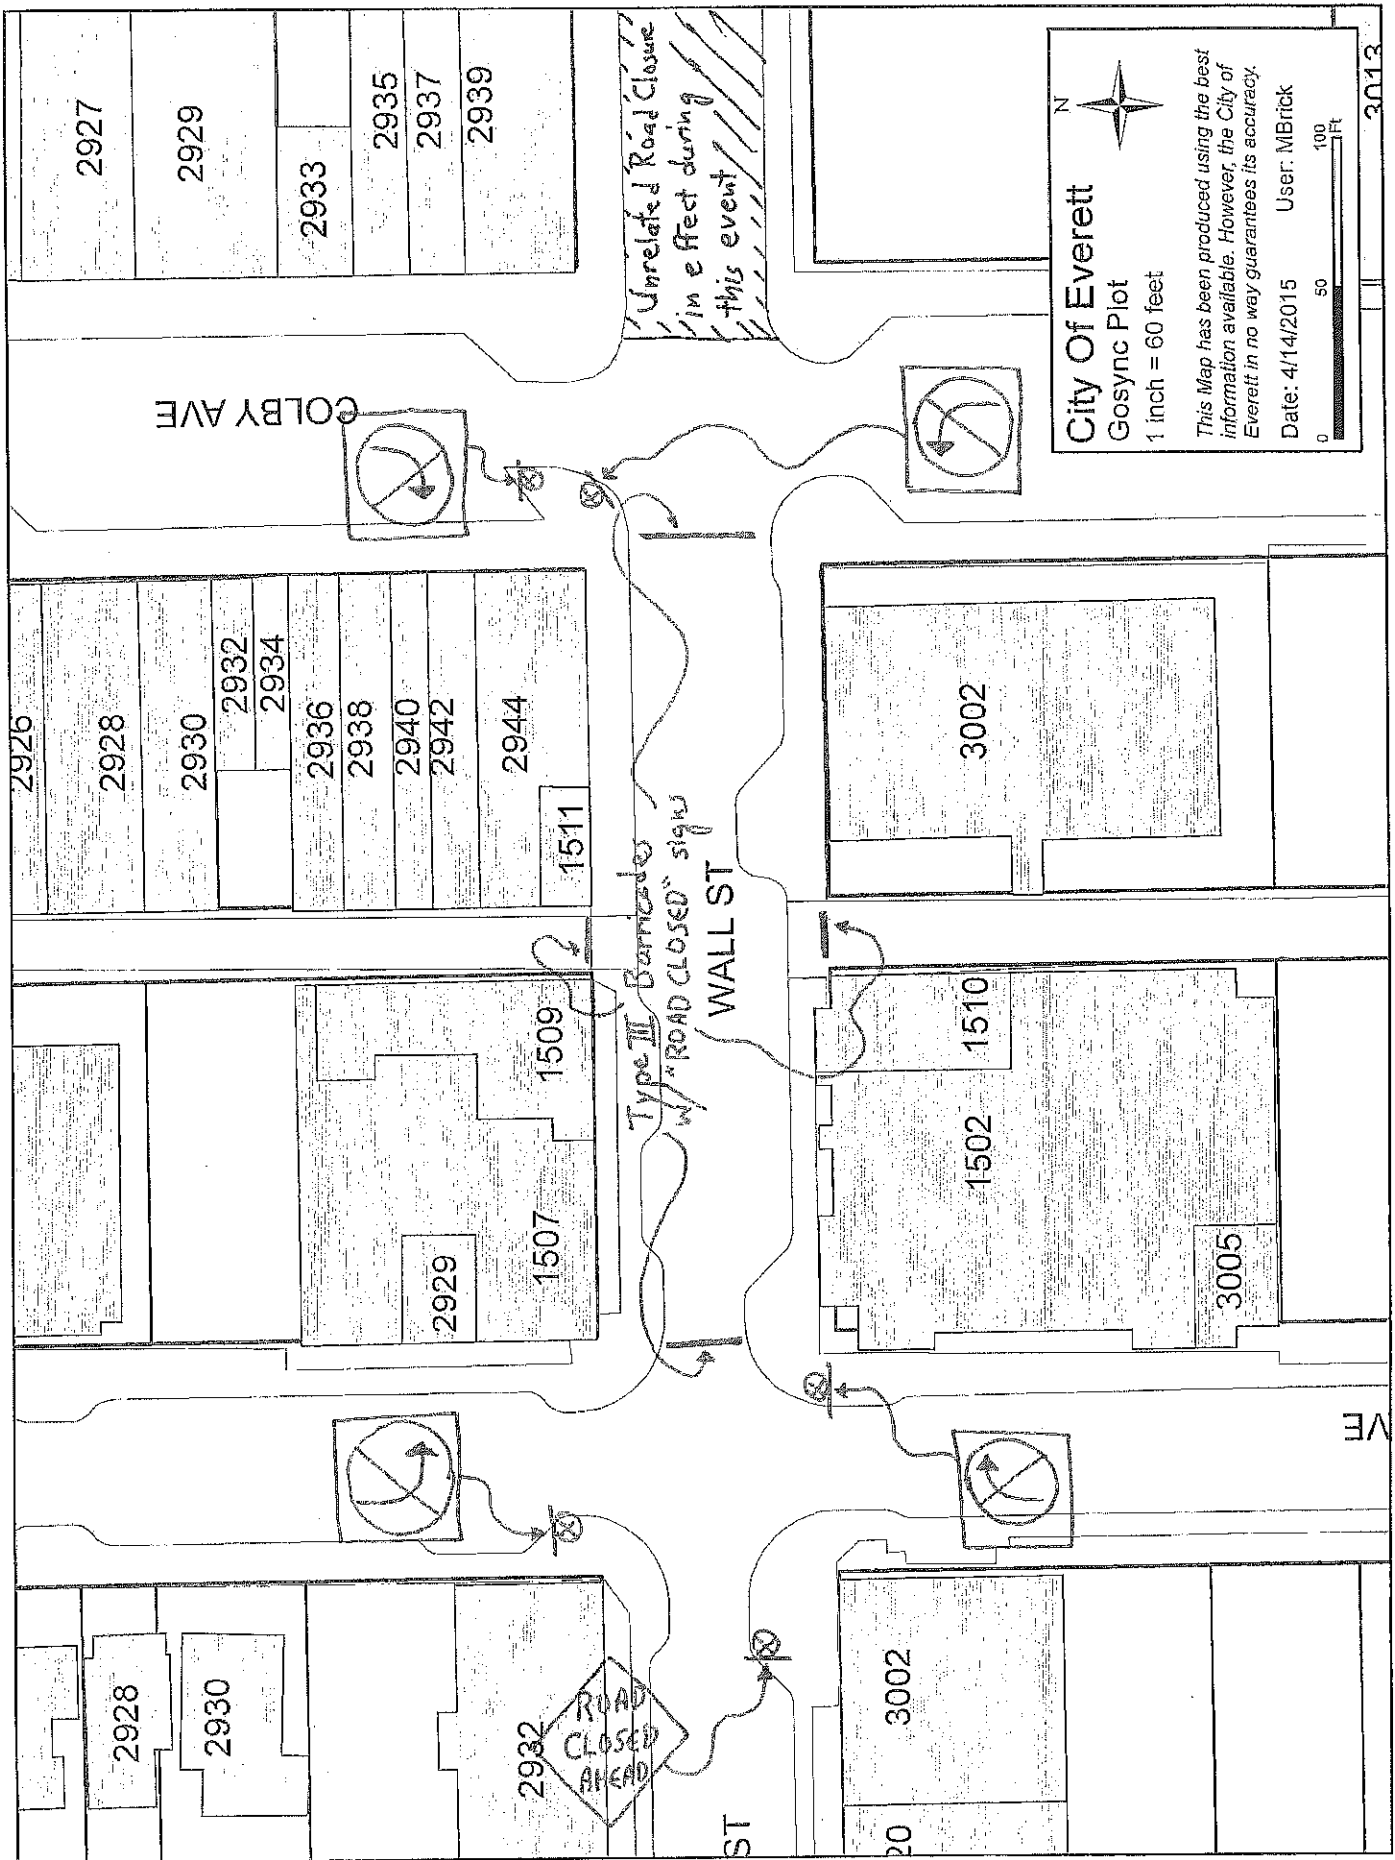 2927
2929
2933
2935
2937
2939
Unrelated Road Closure
in effect during
this event
COLBY AVE
2926
2928
2930
2932
2934
2936
2938
2940
2942
2944
1511
3002
Type III Barricades
w/ "ROAD CLOSED" signs
WALL ST
1509
1507
2929
1510
1502
3005
VE
2928
2930
2932
ROAD
CLOSED
AHEAD
3002
20
ST
N
City Of Everett
Gosync Plot
1 inch = 60 feet
This Map has been produced using the best
information available. However, the City of
Everett in no way guarantees its accuracy.
Date: 4/14/2015 User: MBrick
0 50 100
Ft
3013